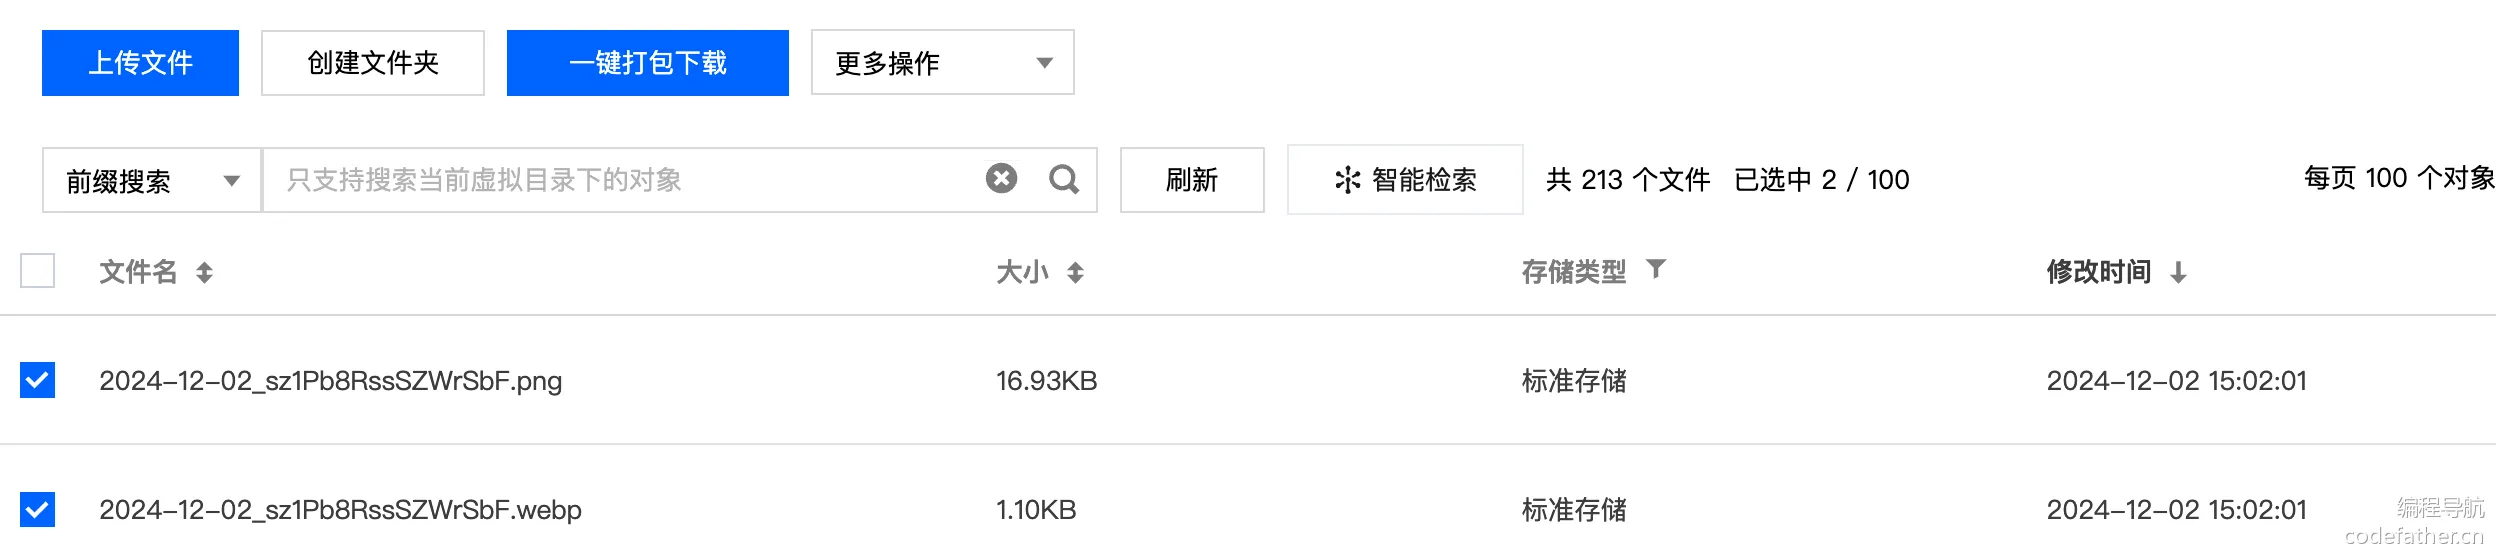 上传文件 创建文件夹 一键打包下载 更多操作
前缀搜索 只支持搜索当前虚拟目录下的对象 刷新 智能检索 共 213 个文件 已选中 2 / 100 每页 100 个对象
文件名 大小 存储类型 修改时间
2024-12-02_sz1Pb8RssSZWrSbF.png 16.93KB 标准存储 2024-12-02 15:02:01
2024-12-02_sz1Pb8RssSZWrSbF.webp 1.10KB 标准存储 2024-12-02 15:02:01
编程导航
codefather.cn